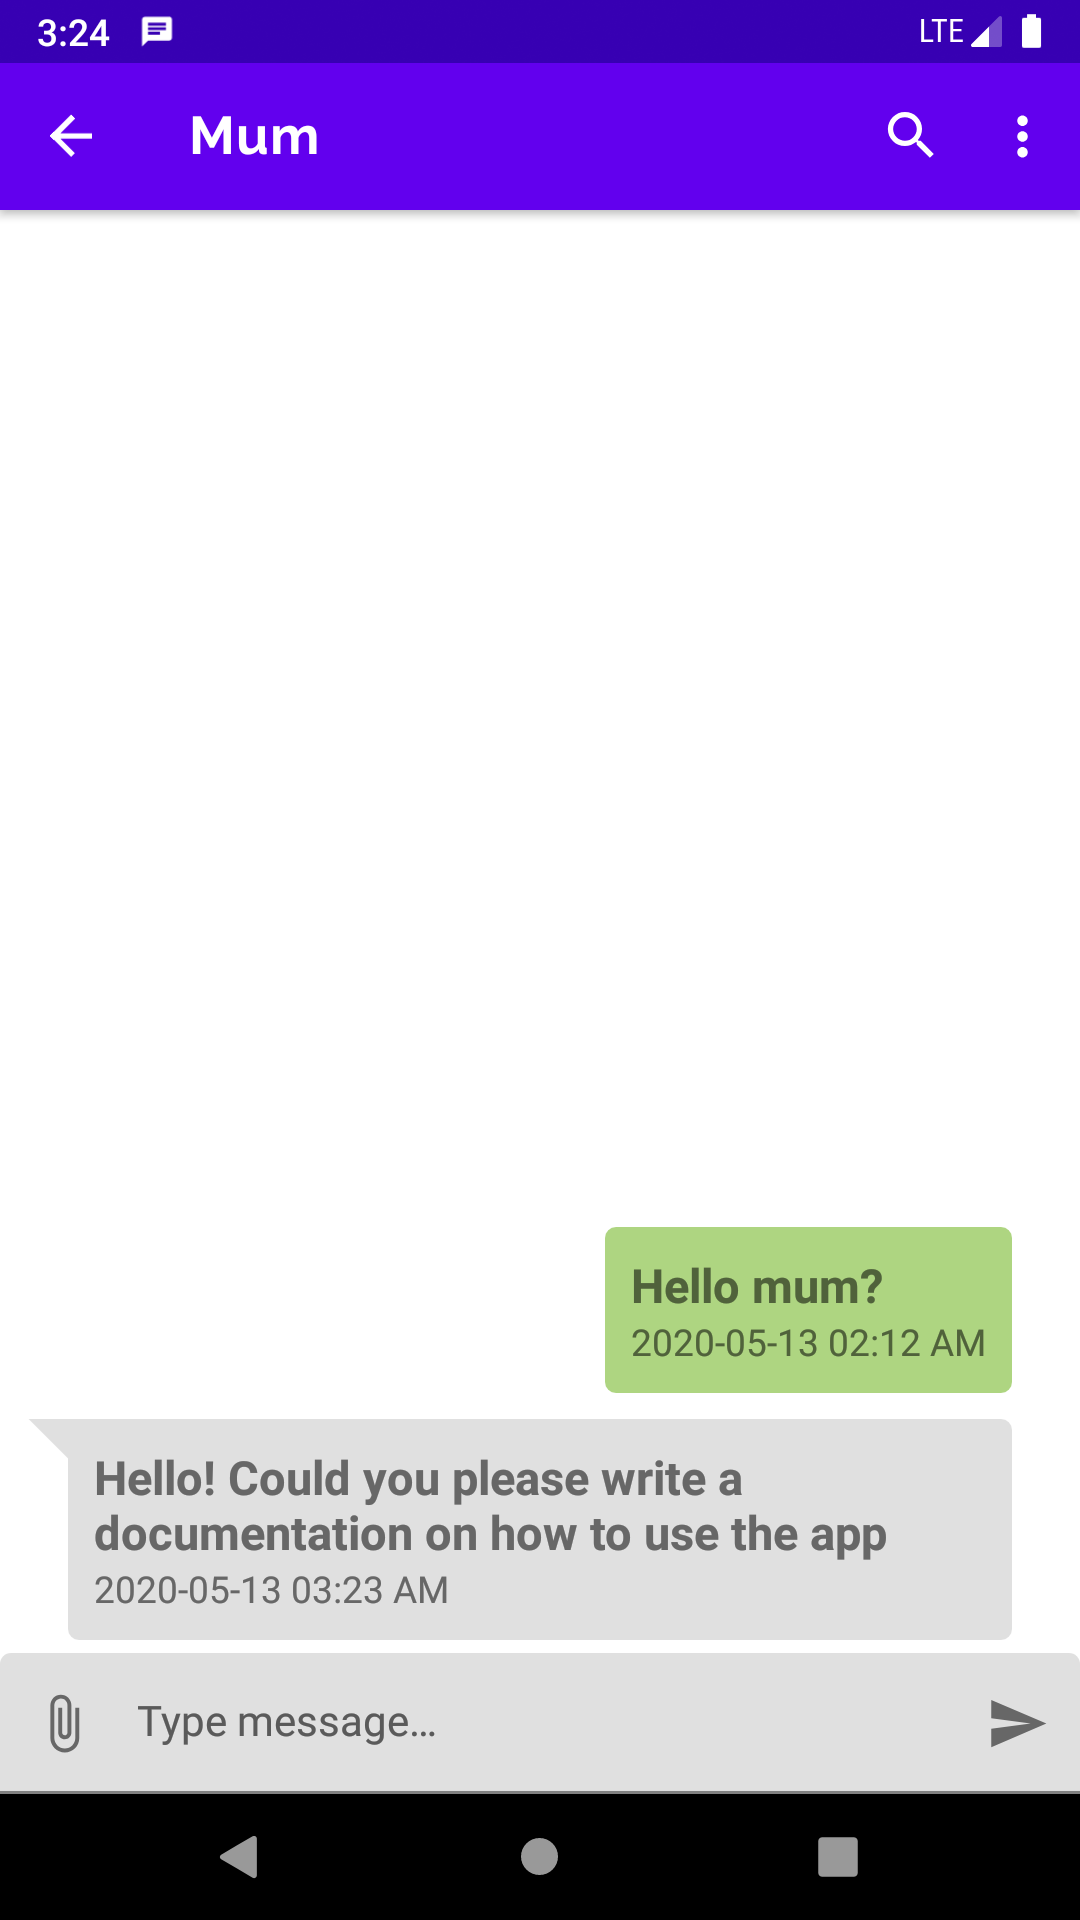 3:24 LTE
Mum
Hello mum?
2020-05-13 02:12 AM
Hello! Could you please write a
documentation on how to use the app
2020-05-13 03:23 AM
Type message...